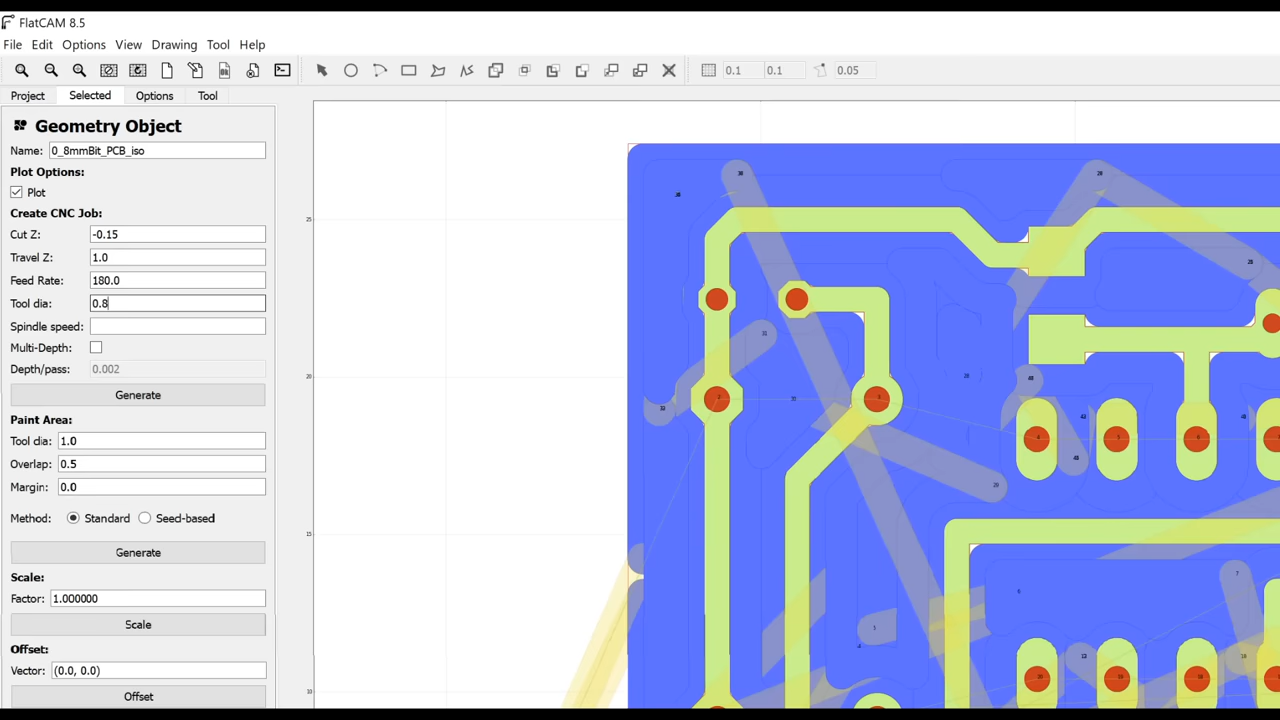 FlatCAM 8.5
File Edit Options View Drawing Tool Help
0.1 0.1 0.05
Project Selected Options Tool
Geometry Object
Name: 0_8mmBit_PCB_iso
Plot Options:
Plot
Create CNC Job:
Cut Z: -0.15
Travel Z: 1.0
Feed Rate: 180.0
Tool dia: 0.8
Spindle speed:
Multi-Depth:
Depth/pass: 0.002
Generate
Paint Area:
Tool dia: 1.0
Overlap: 0.5
Margin: 0.0
Method: Standard Seed-based
Generate
Scale:
Factor: 1.000000
Scale
Offset:
Vector: (0.0, 0.0)
Offset
25
20
15
10